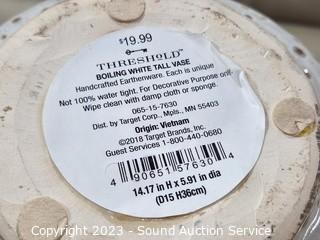 $19.99
THRESHOLD
BOILING WHITE TALL VASE
Handcrafted Earthenware. Each is unique
Not 100% water tight. For Decorative Purpose only.
Wipe clean with damp cloth or sponge.
065-15-7630
Dist. by Target Corp., Mpls., MN 55403
Origin: Vietnam
©2018 Target Brands, Inc.
Guest Services 1-800-440-0680
4 90651 57630 4
14.17 in H x 5.91 in dia
(D15 H36cm)
Copyright 2023 - Sound Auction Service